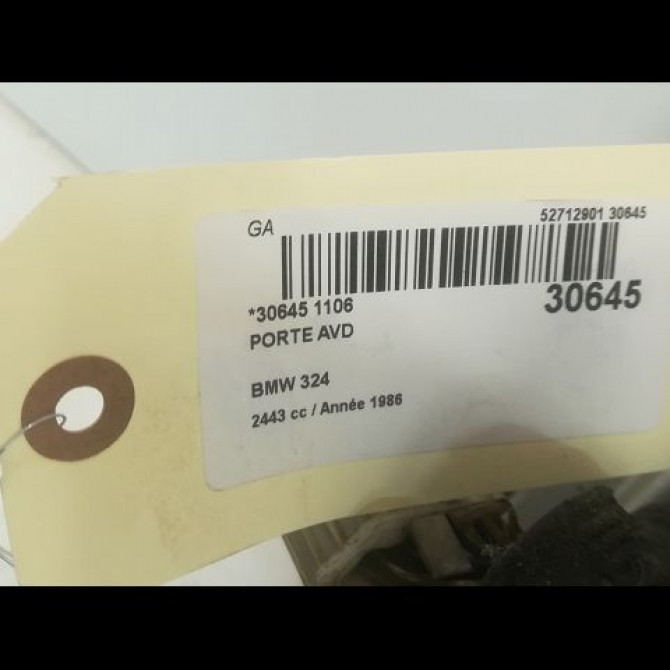 GA
52712901 30645
*30645 1106
30645
PORTE AVD
BMW 324
2443 cc / Année 1986